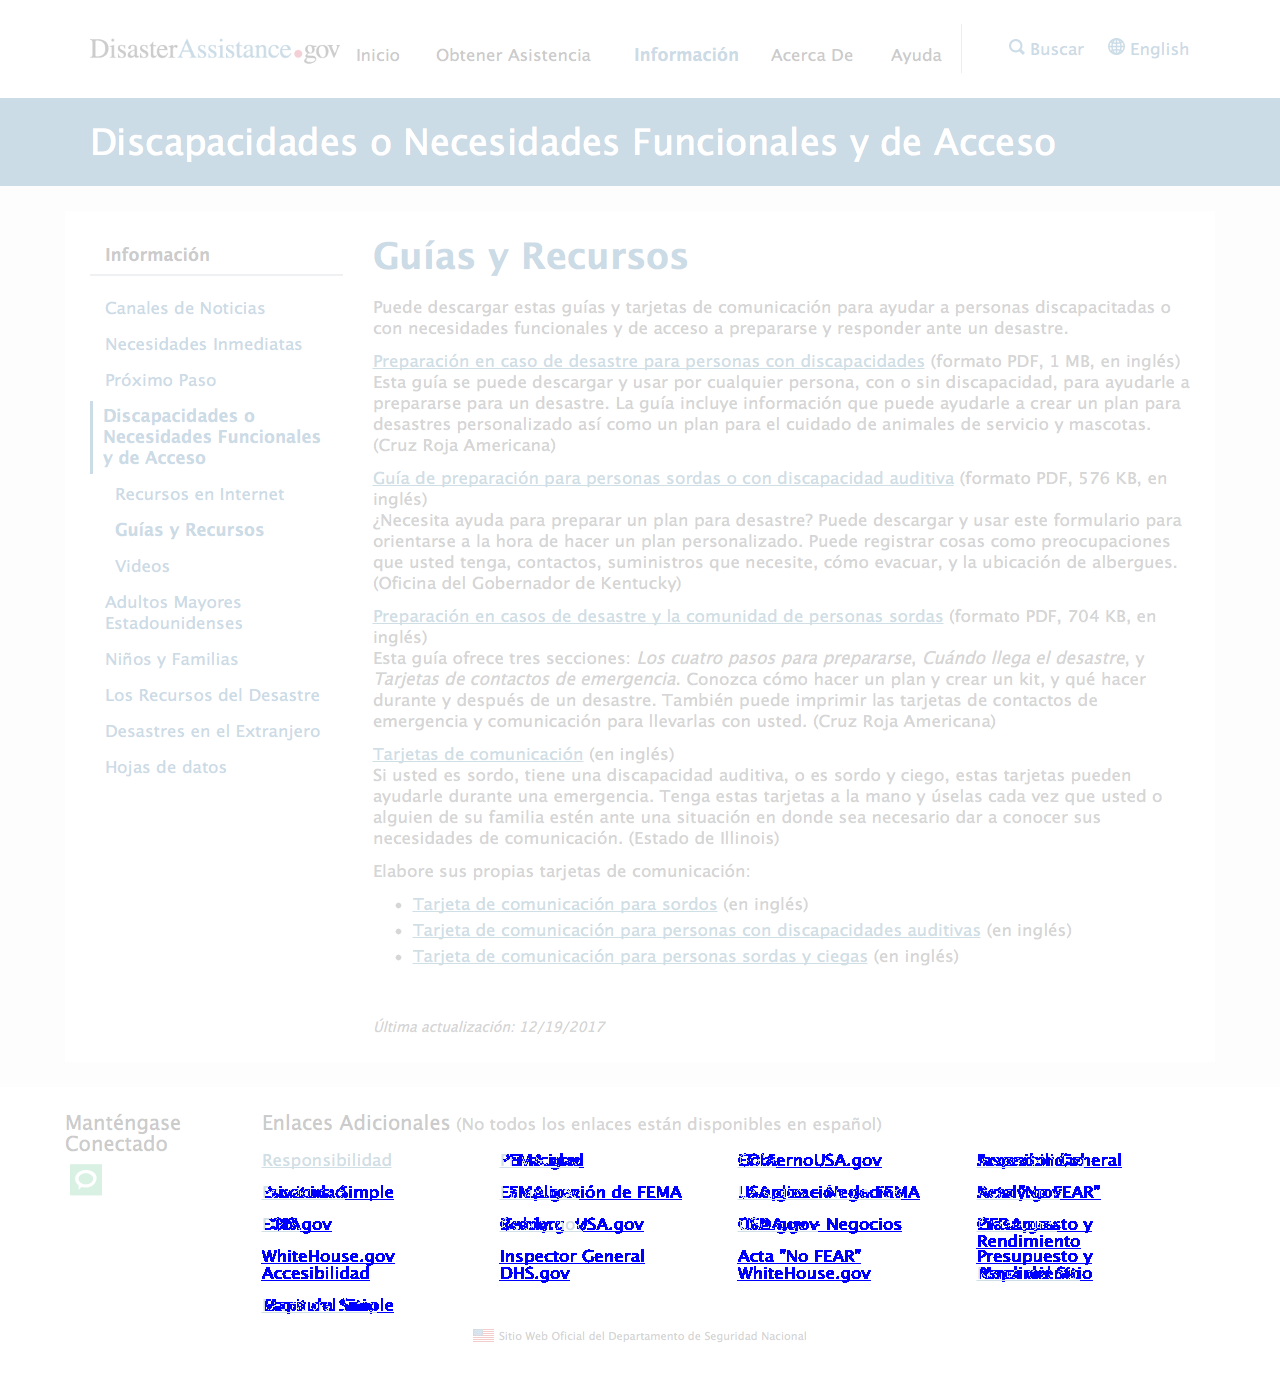 DisasterAssistance.gov Inicio Obtener Asistencia Información Acerca De Ayuda Buscar English
Discapacidades o Necesidades Funcionales y de Acceso
Información
Canales de Noticias
Necesidades Inmediatas
Próximo Paso
Discapacidades o
Necesidades Funcionales
y de Acceso
Recursos en Internet
Guías y Recursos
Videos
Adultos Mayores
Estadounidenses
Niños y Familias
Los Recursos del Desastre
Desastres en el Extranjero
Hojas de datos
Guías y Recursos
Puede descargar estas guías y tarjetas de comunicación para ayudar a personas discapacitadas o
con necesidades funcionales y de acceso a prepararse y responder ante un desastre.
Preparación en caso de desastre para personas con discapacidades (formato PDF, 1 MB, en inglés)
Esta guía se puede descargar y usar por cualquier persona, con o sin discapacidad, para ayudarle a
prepararse para un desastre. La guía incluye información que puede ayudarle a crear un plan para
desastres personalizado así como un plan para el cuidado de animales de servicio y mascotas.
(Cruz Roja Americana)
Guía de preparación para personas sordas o con discapacidad auditiva (formato PDF, 576 KB, en
inglés)
¿Necesita ayuda para preparar un plan para desastre? Puede descargar y usar este formulario para
orientarse a la hora de hacer un plan personalizado. Puede registrar cosas como preocupaciones
que usted tenga, contactos, suministros que necesite, cómo evacuar, y la ubicación de albergues.
(Oficina del Gobernador de Kentucky)
Preparación en casos de desastre y la comunidad de personas sordas (formato PDF, 704 KB, en
inglés)
Esta guía ofrece tres secciones: Los cuatro pasos para prepararse, Cuándo llega el desastre, y
Tarjetas de contactos de emergencia. Conozca cómo hacer un plan y crear un kit, y qué hacer
durante y después de un desastre. También puede imprimir las tarjetas de contactos de
emergencia y comunicación para llevarlas con usted. (Cruz Roja Americana)
Tarjetas de comunicación (en inglés)
Si usted es sordo, tiene una discapacidad auditiva, o es sordo y ciego, estas tarjetas pueden
ayudarle durante una emergencia. Tenga estas tarjetas a la mano y úselas cada vez que usted o
alguien de su familia estén ante una situación en donde sea necesario dar a conocer sus
necesidades de comunicación. (Estado de Illinois)
Elabore sus propias tarjetas de comunicación:
Tarjeta de comunicación para sordos (en inglés)
Tarjeta de comunicación para personas con discapacidades auditivas (en inglés)
Tarjeta de comunicación para personas sordas y ciegas (en inglés)
Última actualización: 12/19/2017
Manténgase
Conectado
Enlaces Adicionales (No todos los enlaces están disponibles en español)
Responsibilidad
Presupuesto y
Rendimiento
WhiteHouse.gov Inspector General Acta "No FEAR" Presupuesto y
Accesibilidad DHS.gov WhiteHouse.gov
Sitio Web Oficial del Departamento de Seguridad Nacional